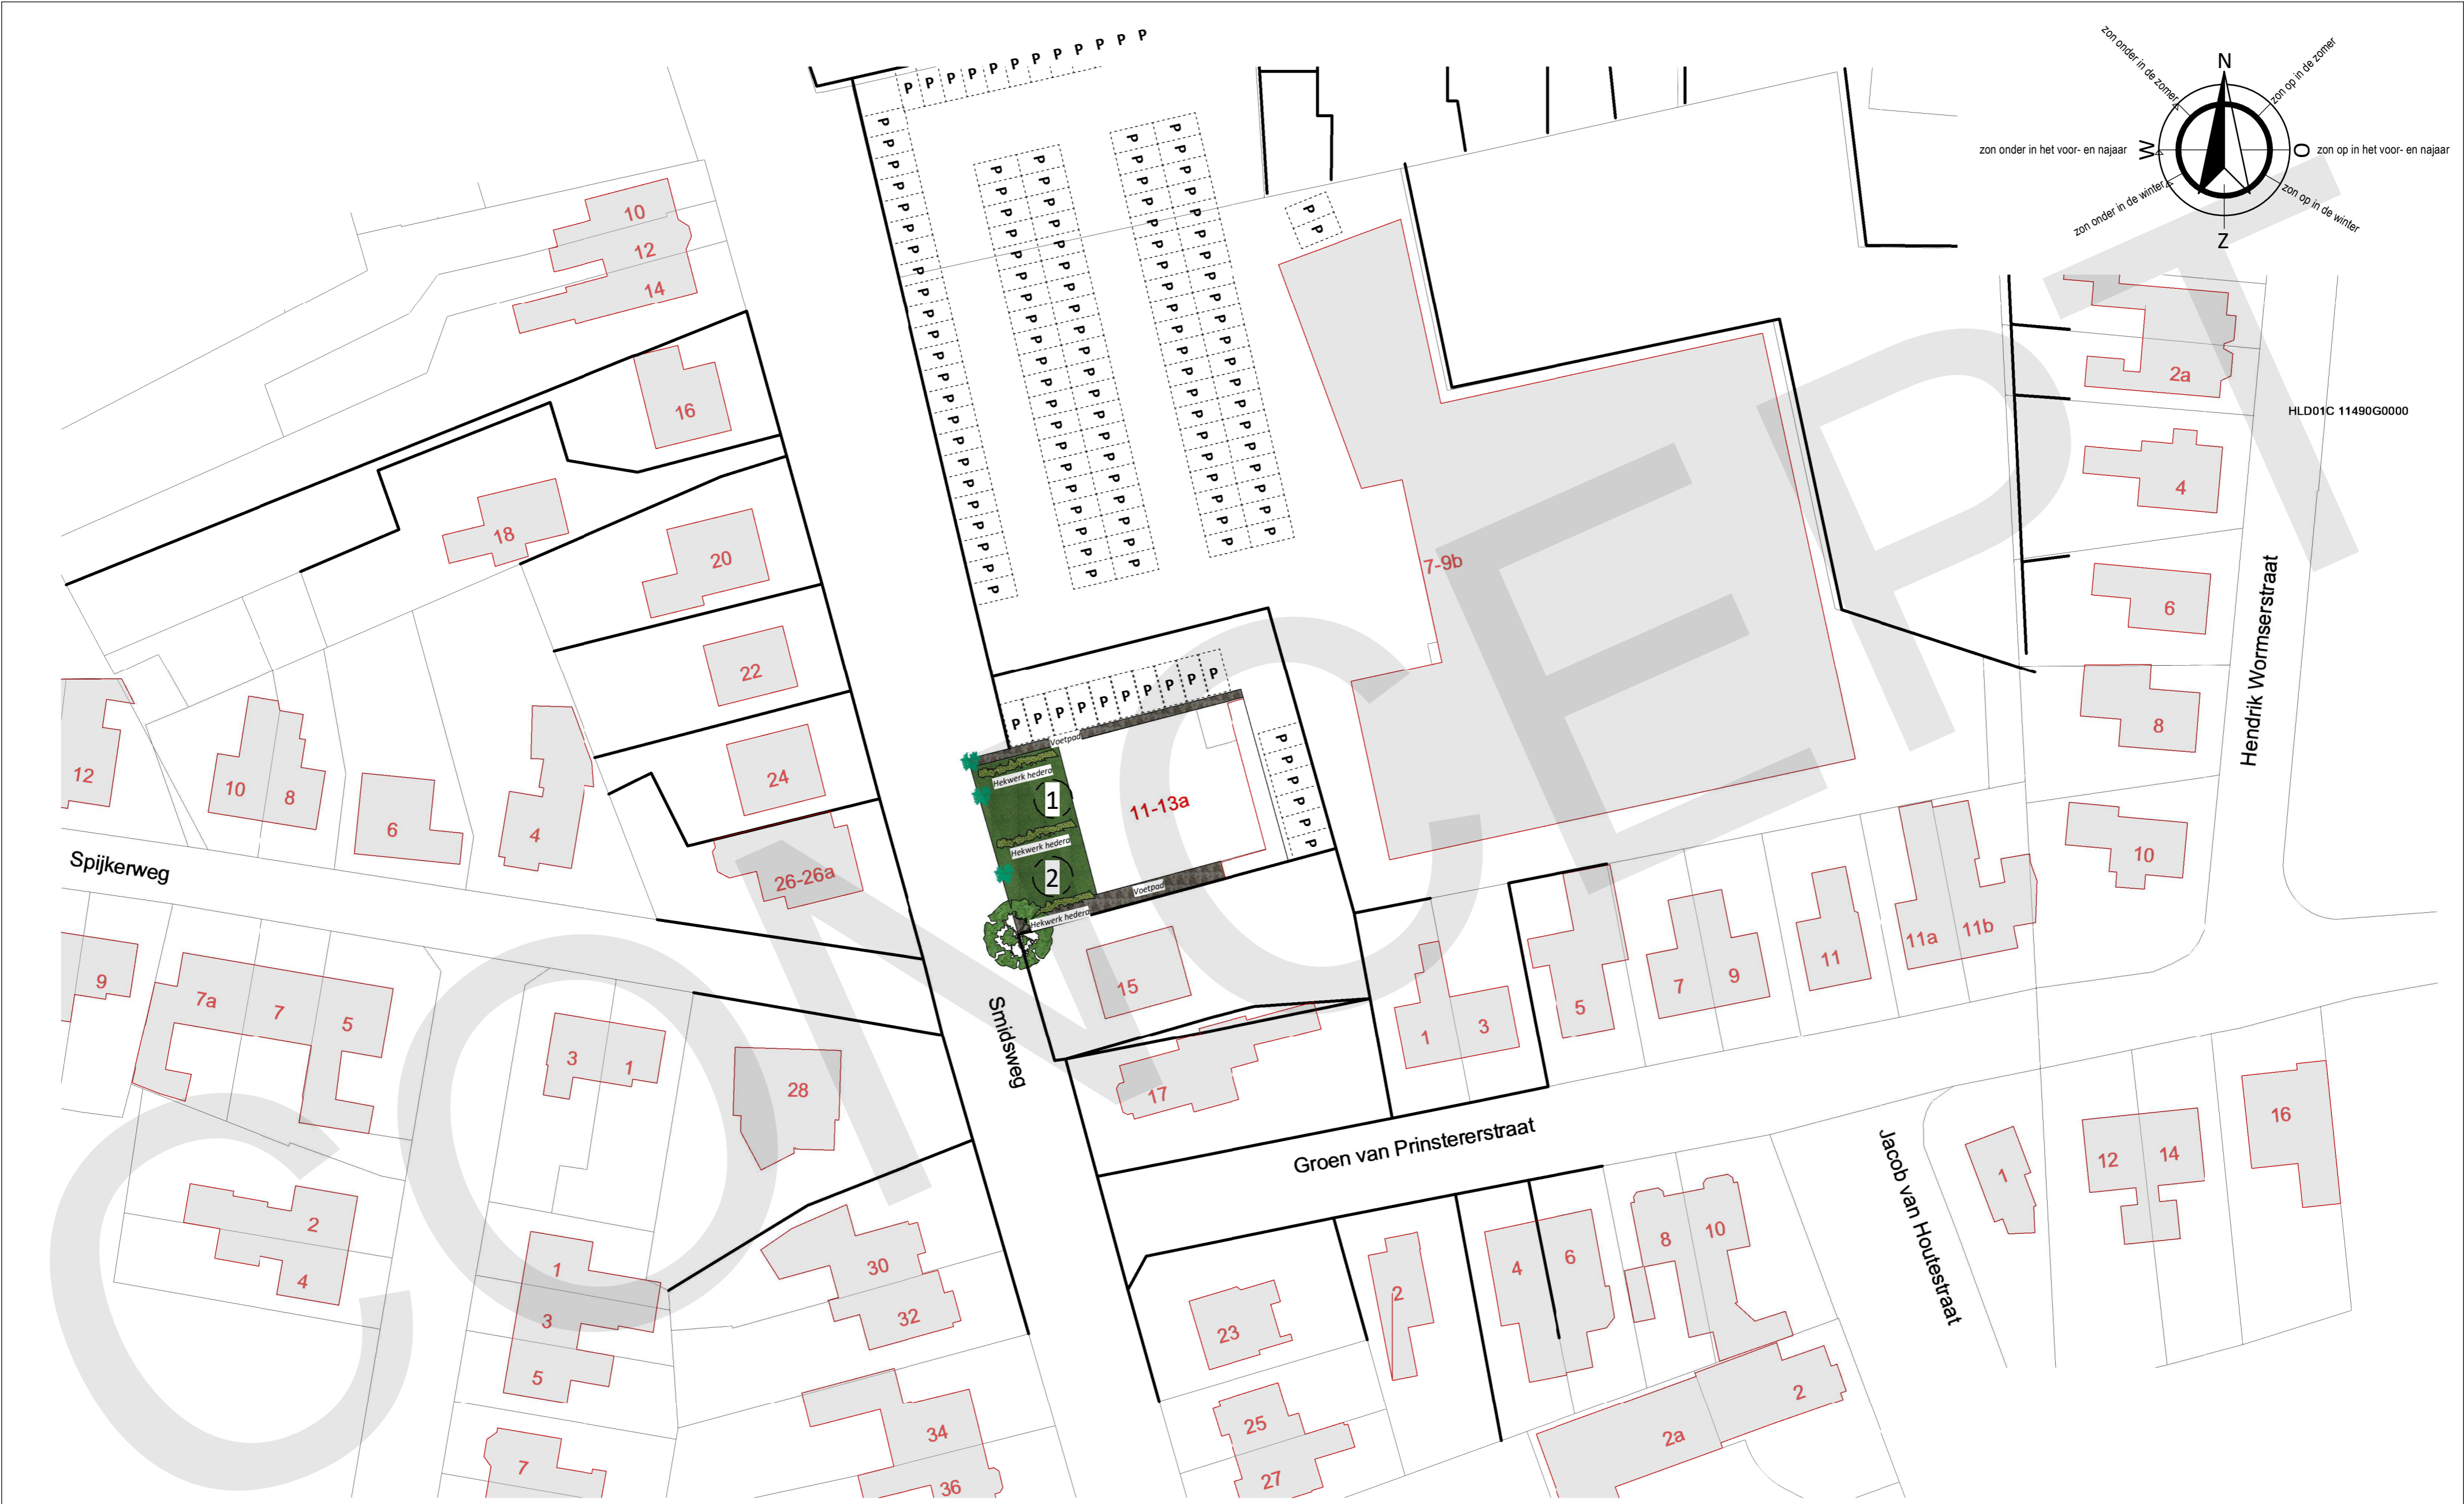 P P P P P P P P P P P P
N
zon onder in de zomer
zon op in de zomer
zon onder in het voor- en najaar
W
O
zon op in het voor- en najaar
zon onder in de winter
zon op in de winter
Z
P P P P P P P P P P P P P P P P P P P P P P P
P P P P P P P P P P P P P P P P P P P P
P P P P P P P P P P P P P P P P P P P P
P P P P P P P P P P P P P P P P P P P P
P P P P P P P P P P P P P P P P P P P P
P P
10
12
14
16
18
20
22
24
26-26a
7-9b
2a
HLD01C 11490G0000
4
6
8
10
Hendrik Wormserstraat
P P P P P P P P P P
P P P P P P
Voetpad
Hekwerk hedera
1
11-13a
Hekwerk hedera
2
Voetpad
Hekwerk hedera
12
10
8
6
4
Spijkerweg
9
7a
7
5
3
1
28
Smidsweg
15
17
1
3
5
7
9
11
11a
11b
Groen van Prinstererstraat
Jacob van Houtestraat
1
12
14
16
2
4
1
3
5
7
30
32
34
36
23
25
27
2
4
6
8
10
2a
2
CONCEPT